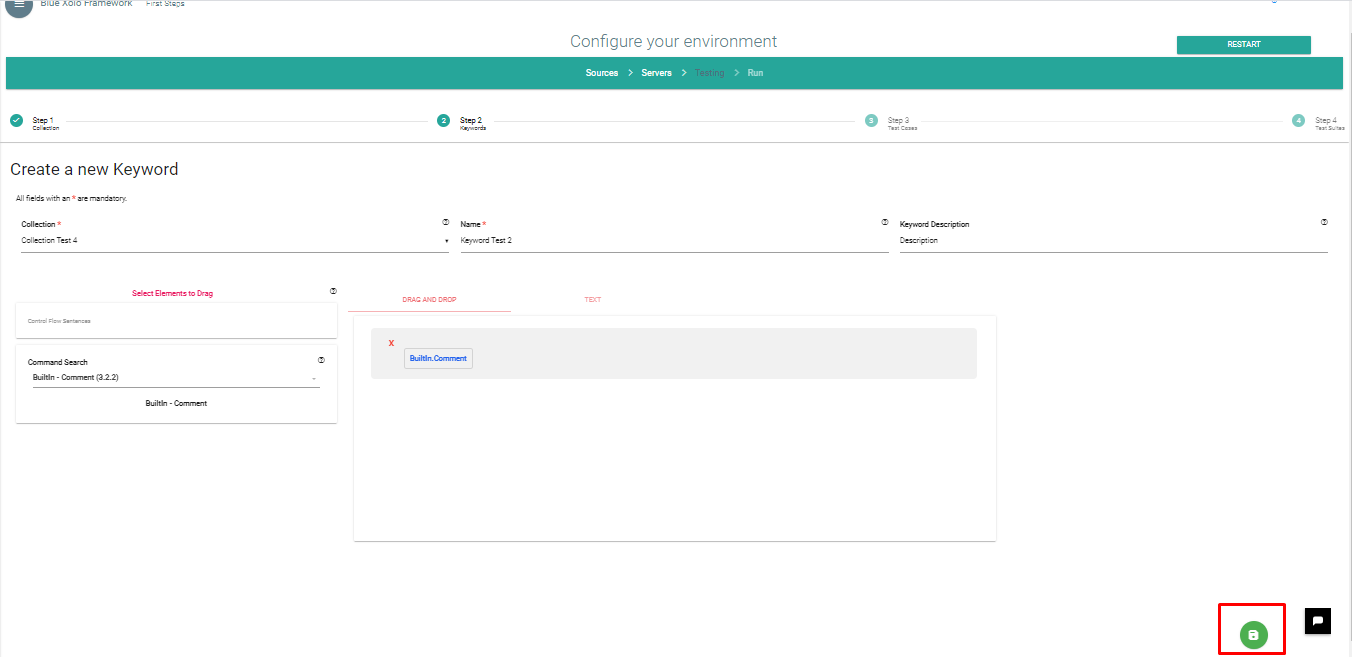 Blue Xolo Framework First Steps
Configure your environment
RESTART
Sources > Servers > Testing > Run
Step 1
Collection
2 Step 2
Keywords
3 Step 3
Test Cases
4 Step 4
Test Suites
Create a new Keyword
All fields with an * are mandatory.
Collection *
Collection Test 4
Name *
Keyword Test 2
Keyword Description
Description
Select Elements to Drag
Control Flow Sentences
Command Search
BuiltIn - Comment (3.2.2)
BuiltIn - Comment
DRAG AND DROP
TEXT
X
BuiltIn.Comment